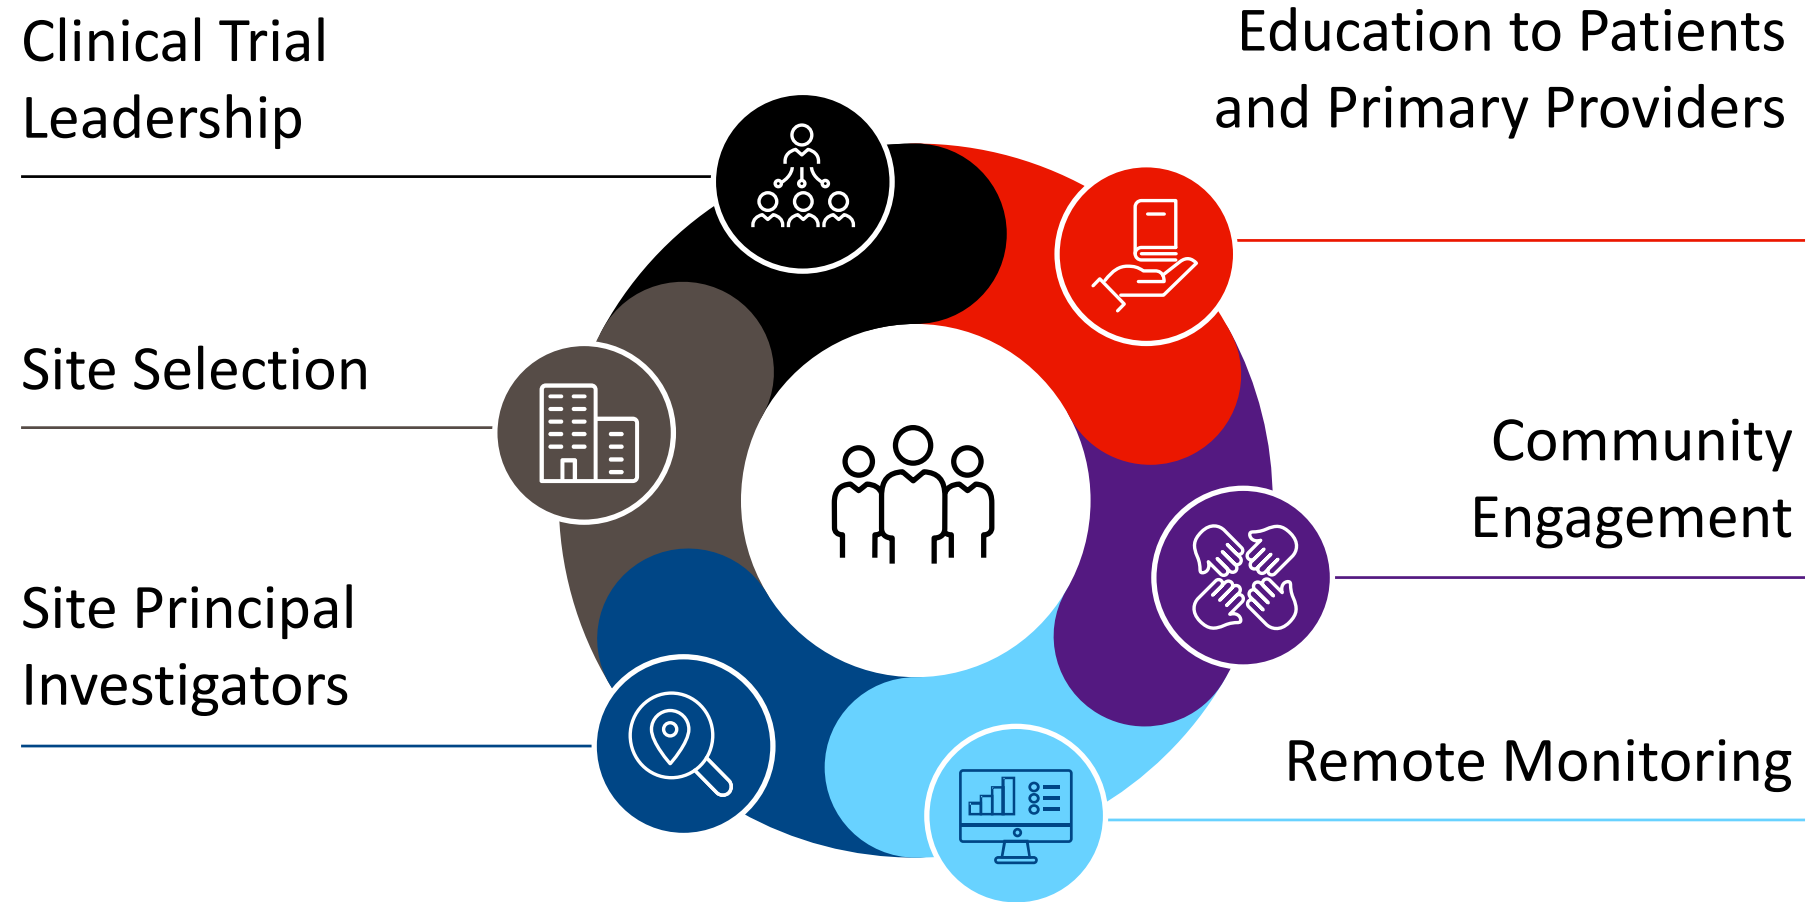 Clinical Trial
Leadership
Site Selection
Site Principal
Investigators
Education to Patients
and Primary Providers
Community
Engagement
Remote Monitoring